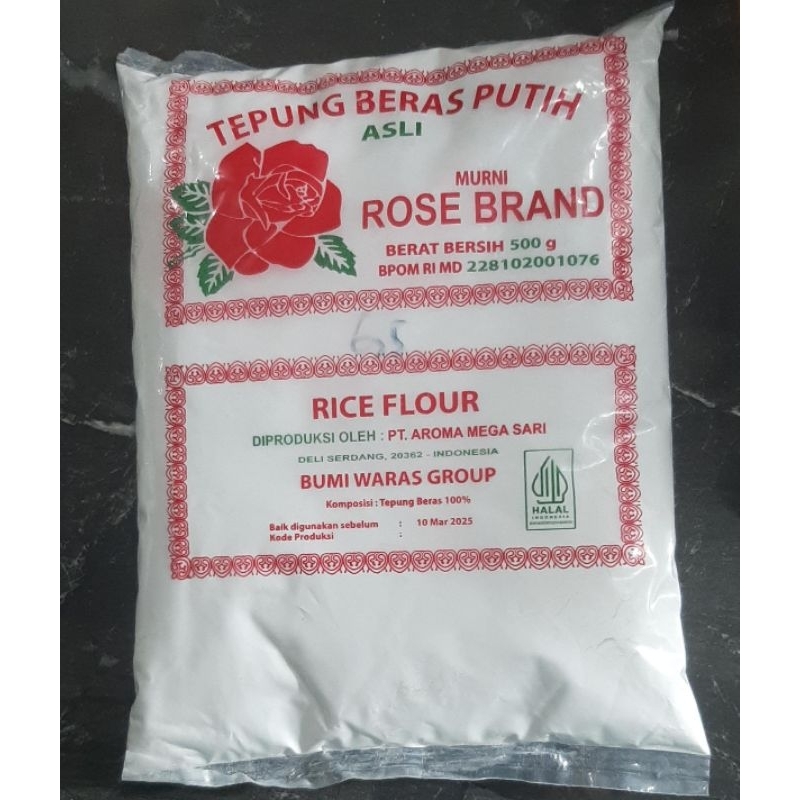 TEPUNG BERAS PUTIH
ASLI
MURNI
ROSE BRAND
BERAT BERSIH 500 g
BPOM RI MD 228102001076
65
RICE FLOUR
DIPRODUKSI OLEH : PT. AROMA MEGA SARI
DELI SERDANG, 20362 - INDONESIA
BUMI WARAS GROUP
Komposisi : Tepung Beras 100%
Baik digunakan sebelum : 10 Mar 2025
Kode Produksi :
HALAL
INDONESIA